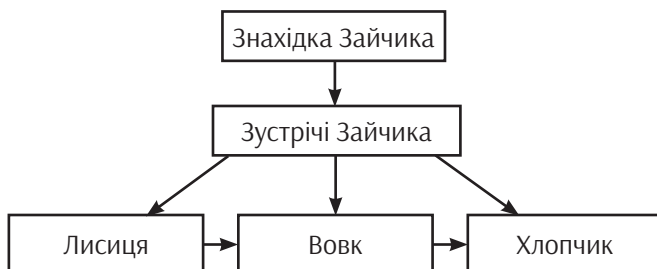 Знахідка Зайчика
Зустрічі Зайчика
Лисиця
Вовк
Хлопчик